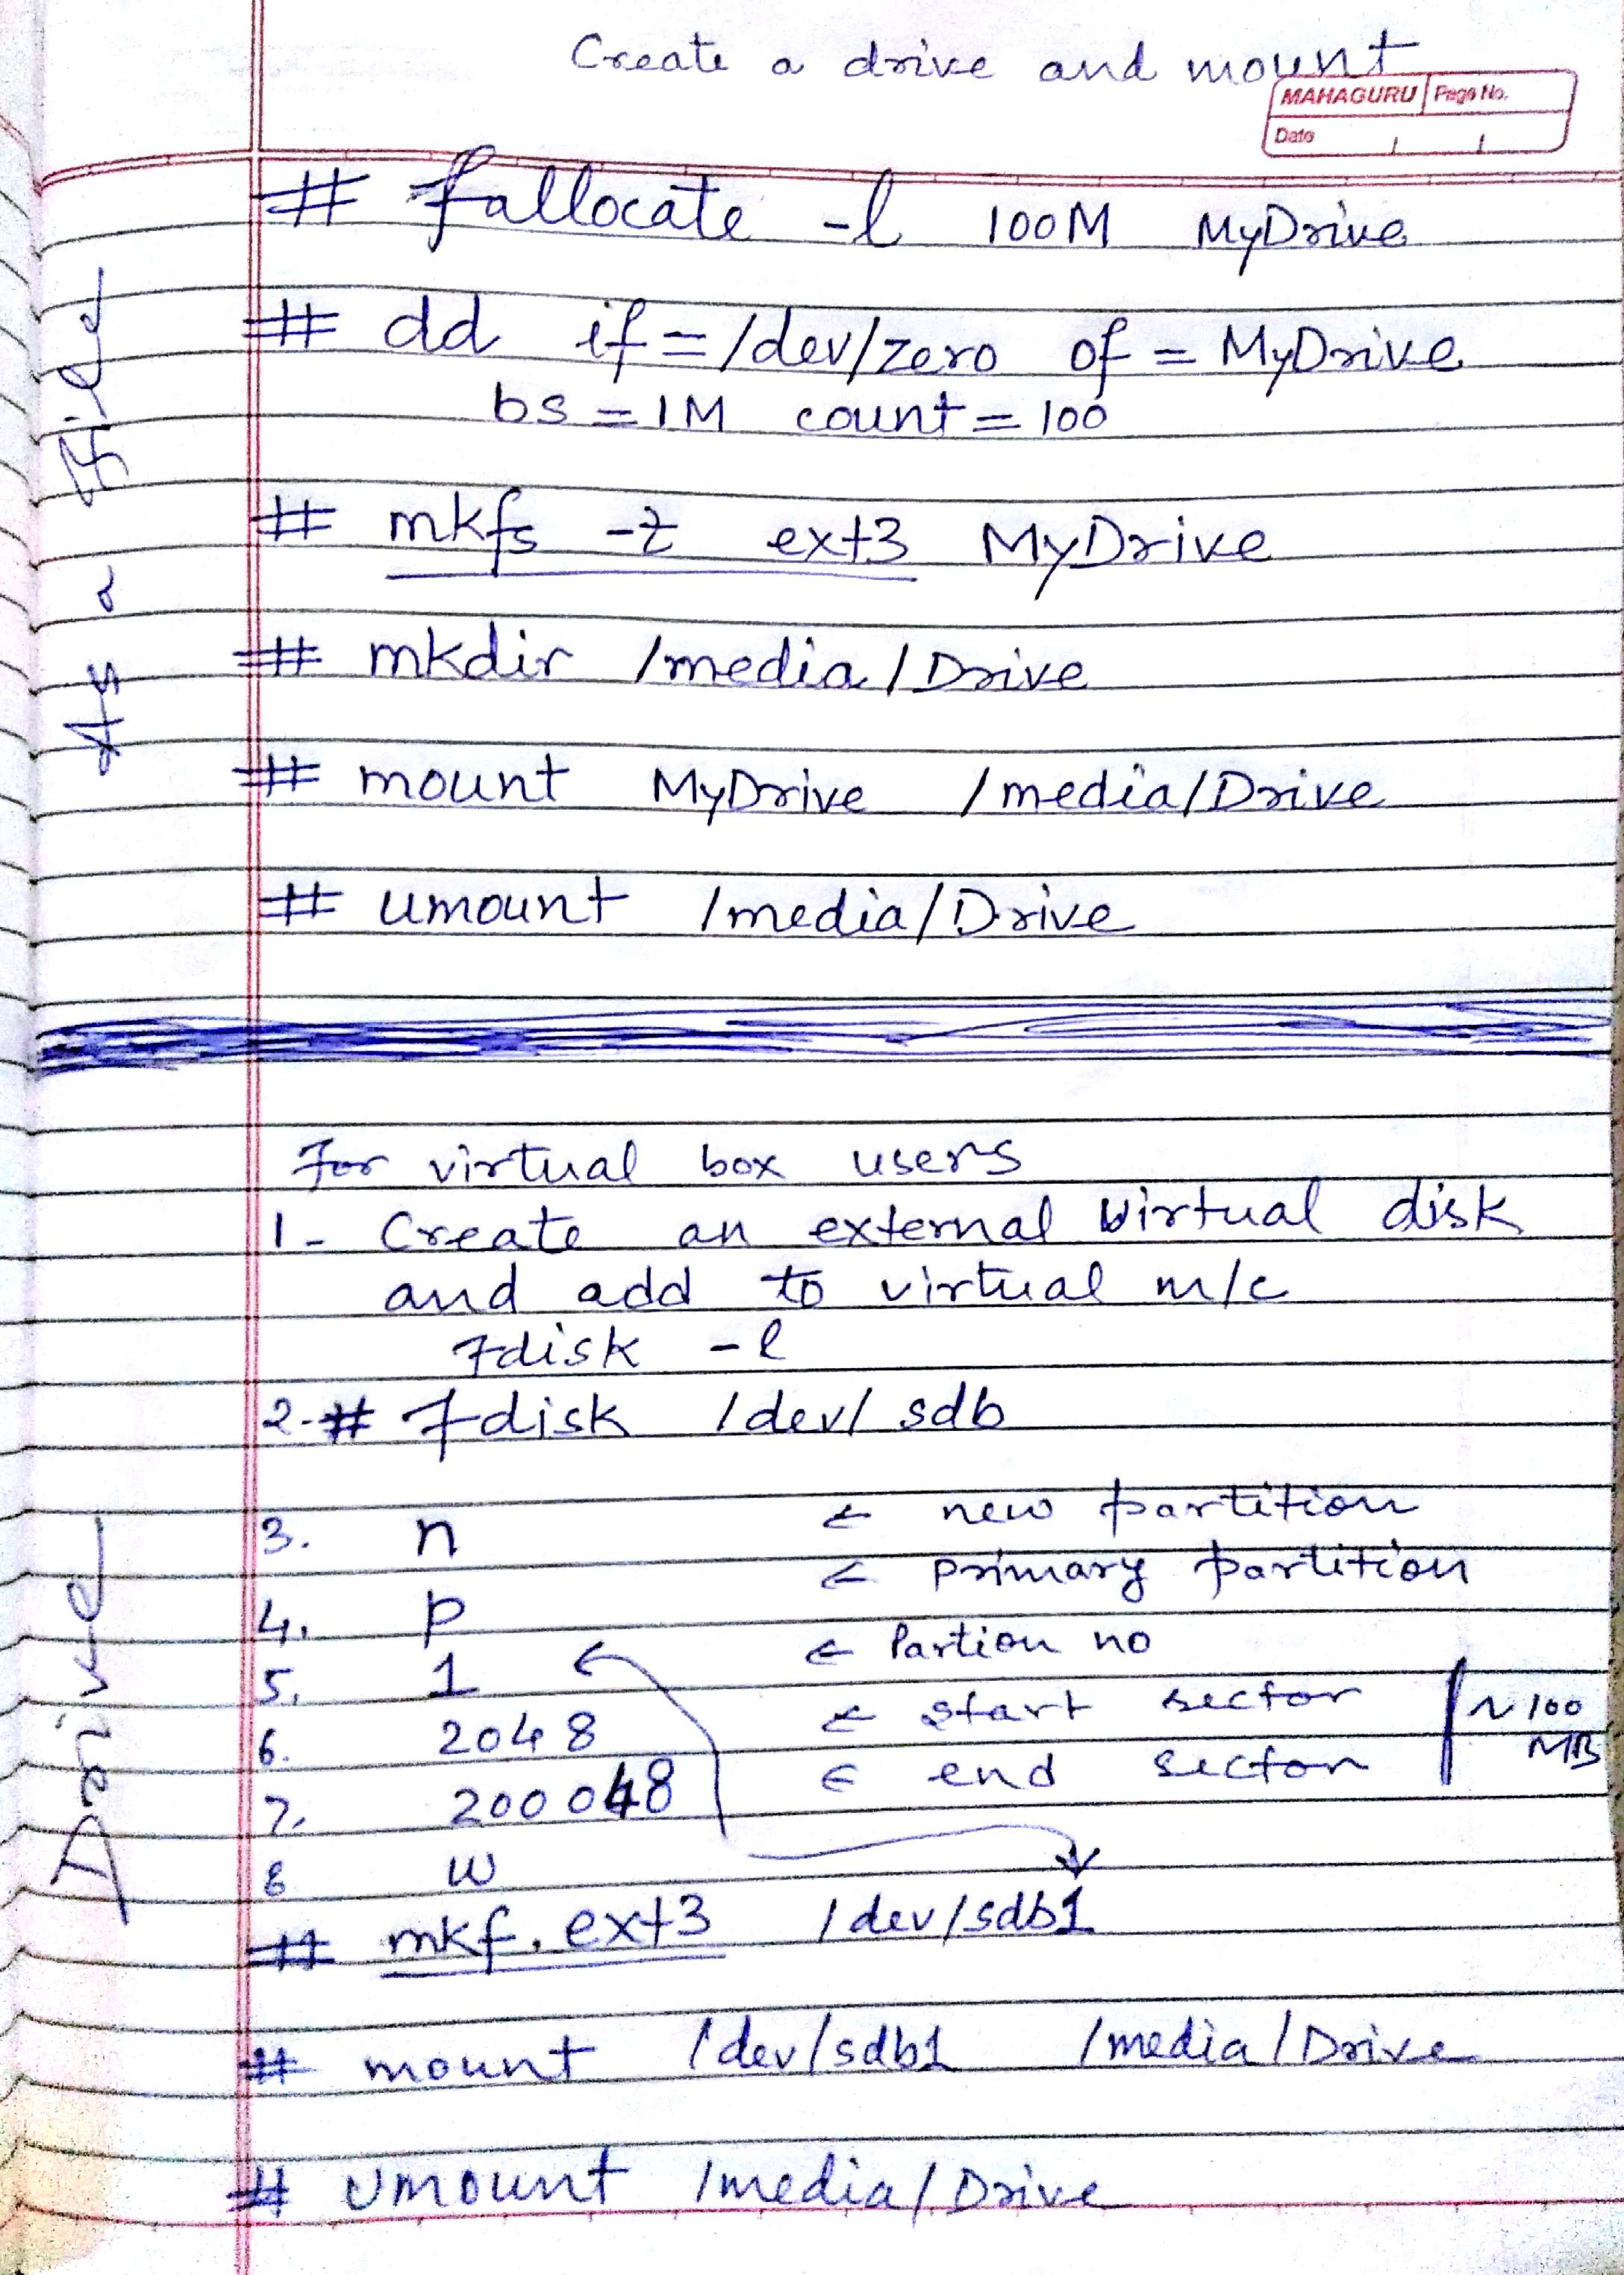 Create a drive and mount
MAHAGURU Page No.
Date
# fallocate -l 100M MyDrive
# dd if=/dev/zero of = MyDrive
bs = 1M count = 100
# mkfs -t ext3 MyDrive
# mkdir /media/Drive
# mount MyDrive /media/Drive
# umount /media/Drive
As a File
For virtual box users
1- Create an external virtual disk
and add to virtual m/c
fdisk -l
2-# fdisk /dev/sdb
3. n ← new partition
4. p ← primary partition
5. 1 ← Partion no
6. 2048 ← start sector
7. 200048 ← end sector
~100
MB
8 w
# mkf.ext3 /dev/sdb1
# mount /dev/sdb1 /media/Drive
# umount /media/Drive
Drive